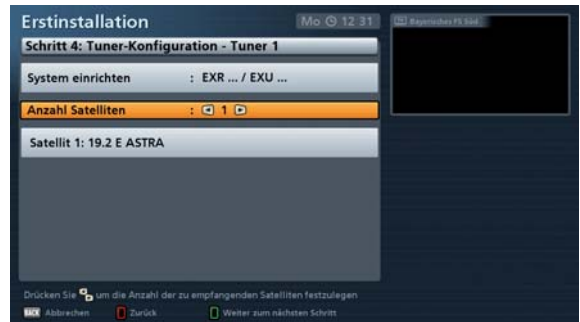 Erstinstallation Mo 12 31
Bayerisches FS Süd
Schritt 4: Tuner-Konfiguration - Tuner 1
System einrichten : EXR ... / EXU ...
Anzahl Satelliten : 1
Satellit 1: 19.2 E ASTRA
Drücken Sie um die Anzahl der zu empfangenden Satelliten festzulegen
BACK Abbrechen Zurück Weiter zum nächsten Schritt